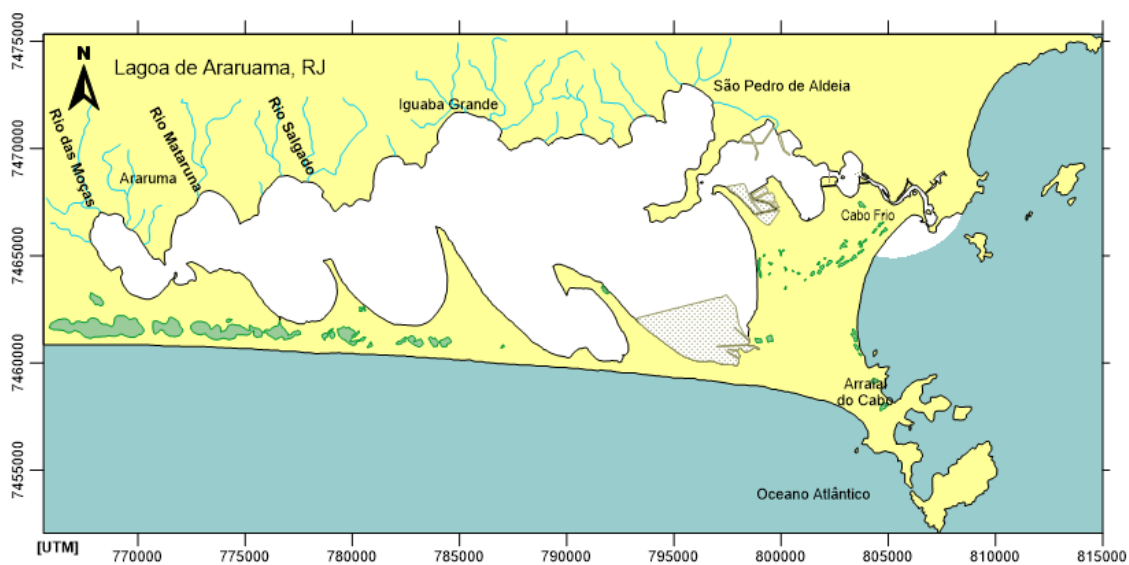 N
Lagoa de Araruama, RJ
São Pedro de Aldeia
Iguaba Grande
Rio das Moças
Rio Mataruna
Rio Salgado
Araruma
Cabo Frio
Arraial
do Cabo
Oceano Atlântico
7475000
7470000
7465000
7460000
7455000
[UTM]
770000
775000
780000
785000
790000
795000
800000
805000
810000
815000